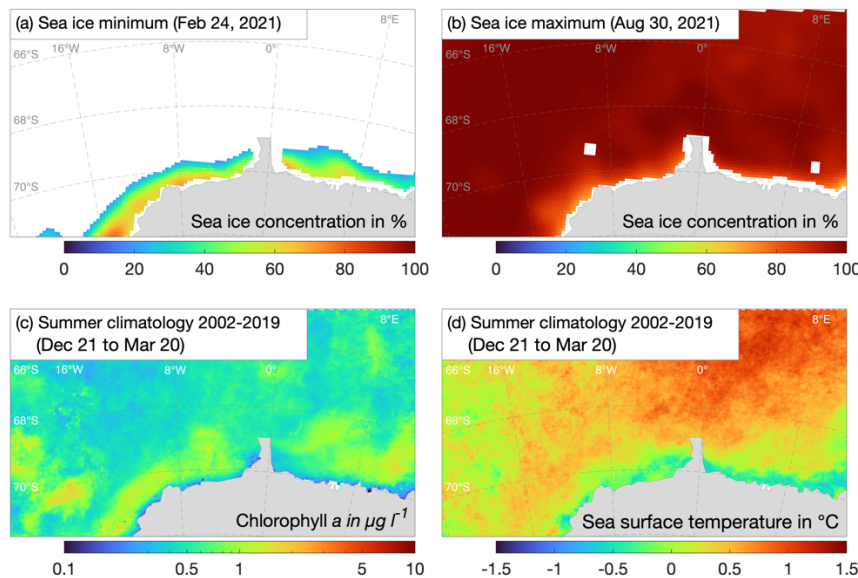 (a) Sea ice minimum (Feb 24, 2021)
16°W
8°W
0°
66°S
68°S
70°S
Sea ice concentration in %
0 20 40 60 80 100
(b) Sea ice maximum (Aug 30, 2021)
8°E
16°W
8°W
0°
66°S
68°S
70°S
Sea ice concentration in %
0 20 40 60 80 100
(c) Summer climatology 2002-2019
(Dec 21 to Mar 20)
8°E
16°W
8°W
0°
66°S
68°S
70°S
Chlorophyll a in µg l⁻¹
0.1 0.5 1 5 10
(d) Summer climatology 2002-2019
(Dec 21 to Mar 20)
8°E
16°W
8°W
0°
66°S
68°S
70°S
Sea surface temperature in °C
-1.5 -1 -0.5 0 0.5 1 1.5